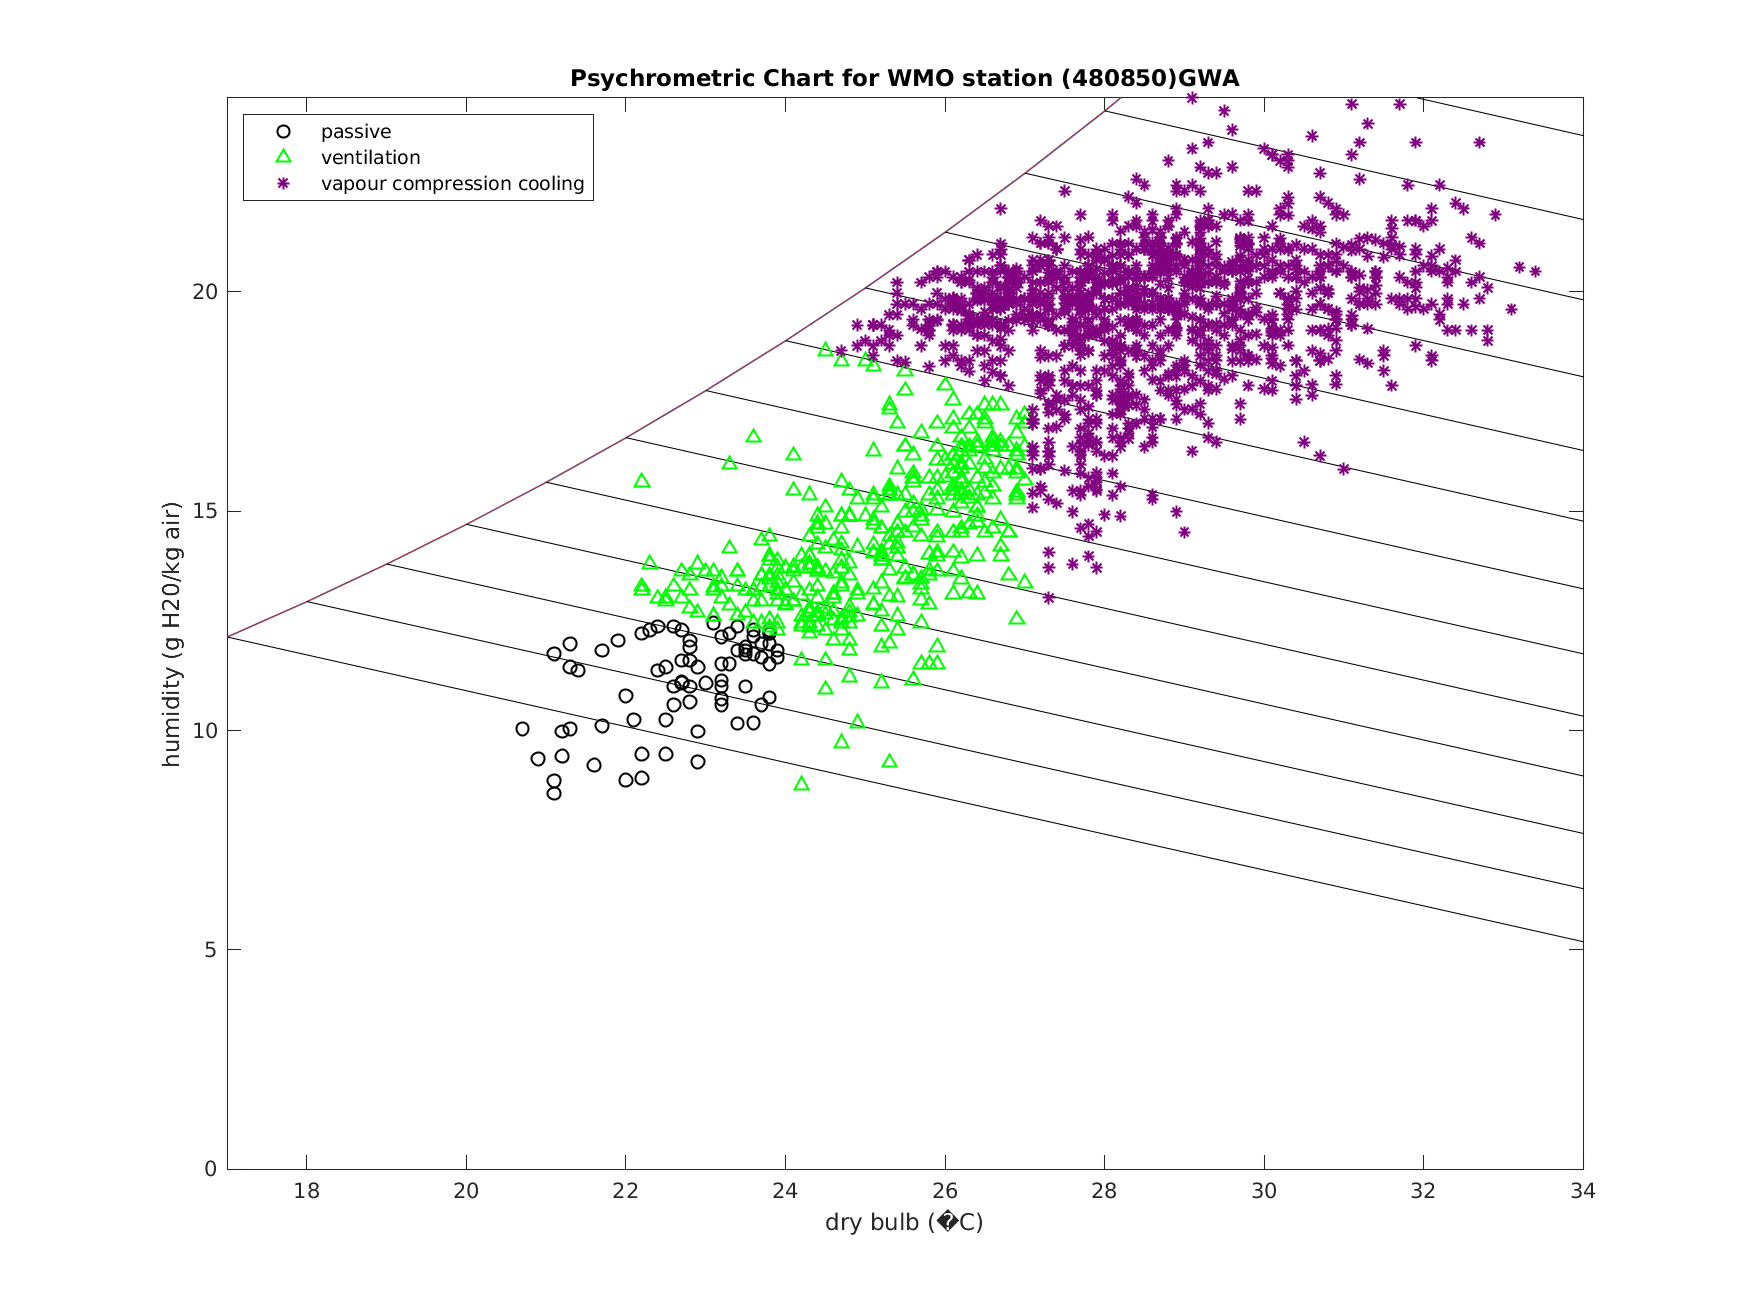 Psychrometric Chart for WMO station (480850)GWA
passive
ventilation
vapour compression cooling
humidity (g H20/kg air)
20
15
10
5
0
18 20 22 24 26 28 30 32 34
dry bulb (�C)